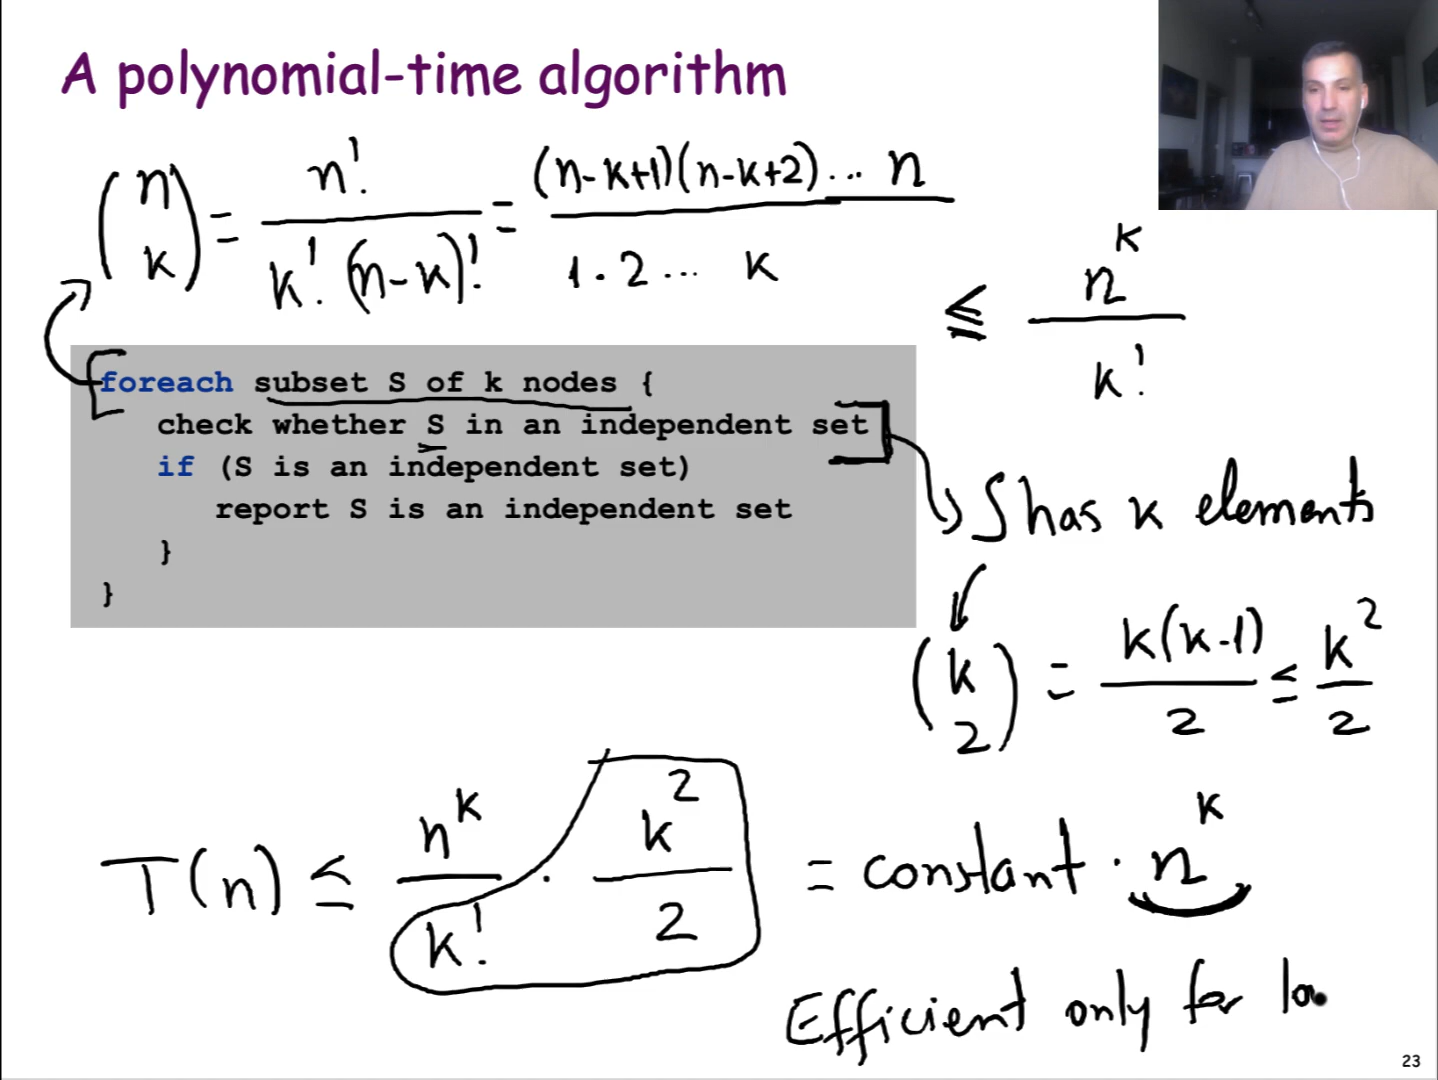 A polynomial-time algorithm
(n k) = n! / k! (n-k)! = (n-k+1)(n-k+2) ... n / 1 . 2 ... k
≤ n^k / k!
foreach subset S of k nodes {
check whether S in an independent set
if (S is an independent set)
report S is an independent set
}
}
S has k elements
(k 2) = k(k-1) / 2 ≤ k^2 / 2
T(n) ≤ n^k / k! . k^2 / 2 = constant · n^k
Efficient only for
23